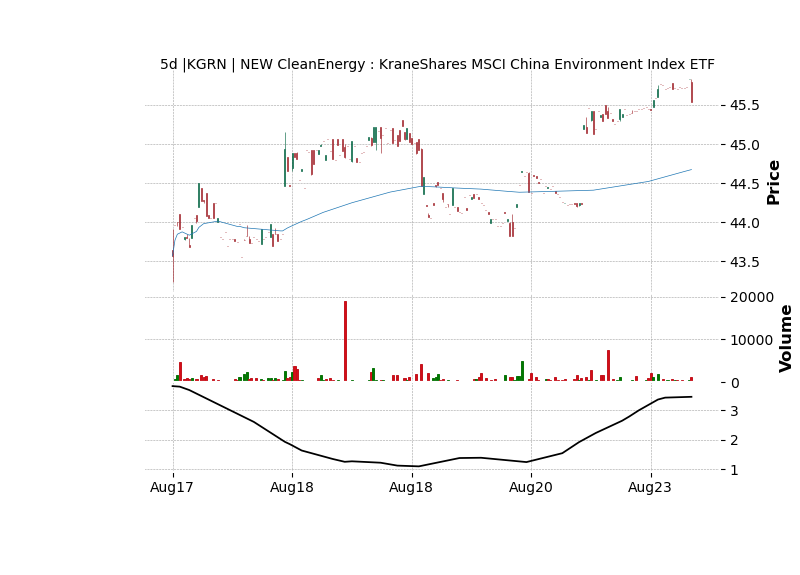 5d |KGRN | NEW CleanEnergy : KraneShares MSCI China Environment Index ETF
45.5
45.0
44.5
44.0
43.5
Price
20000
10000
0
Volume
3
2
1
Aug17
Aug18
Aug18
Aug20
Aug23